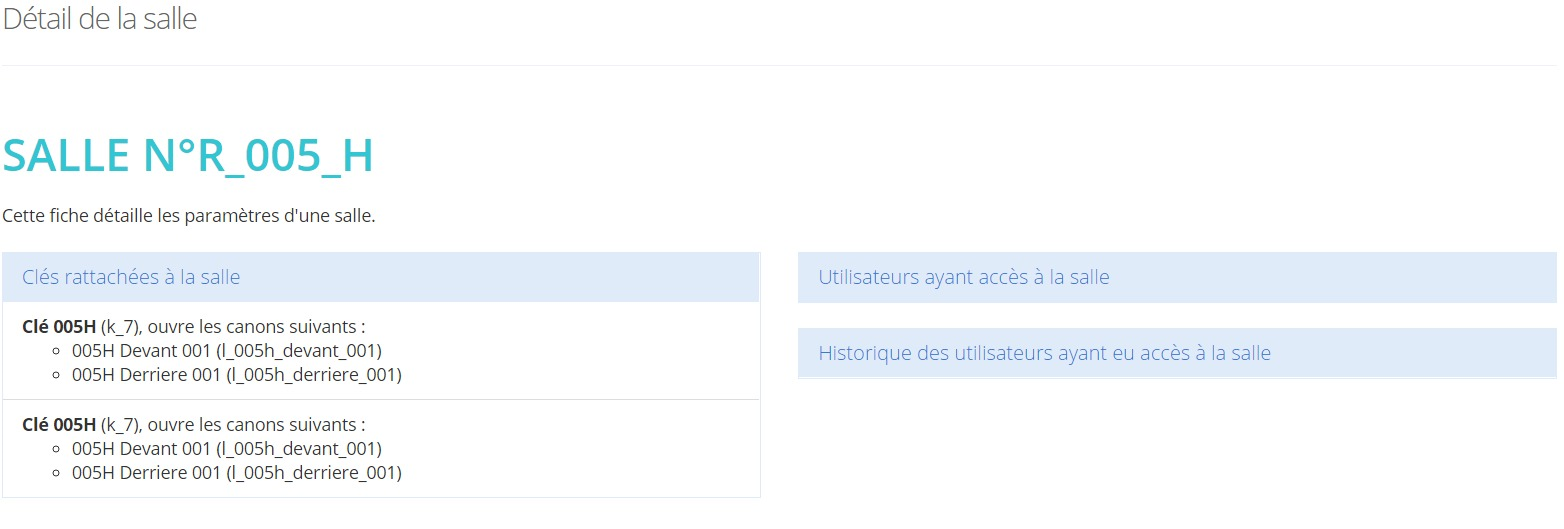 Détail de la salle
SALLE N°R_005_H
Cette fiche détaille les paramètres d'une salle.
Clés rattachées à la salle
Clé 005H (k_7), ouvre les canons suivants :
005H Devant 001 (l_005h_devant_001)
005H Derriere 001 (l_005h_derriere_001)
Clé 005H (k_7), ouvre les canons suivants :
005H Devant 001 (l_005h_devant_001)
005H Derriere 001 (l_005h_derriere_001)
Utilisateurs ayant accès à la salle
Historique des utilisateurs ayant eu accès à la salle